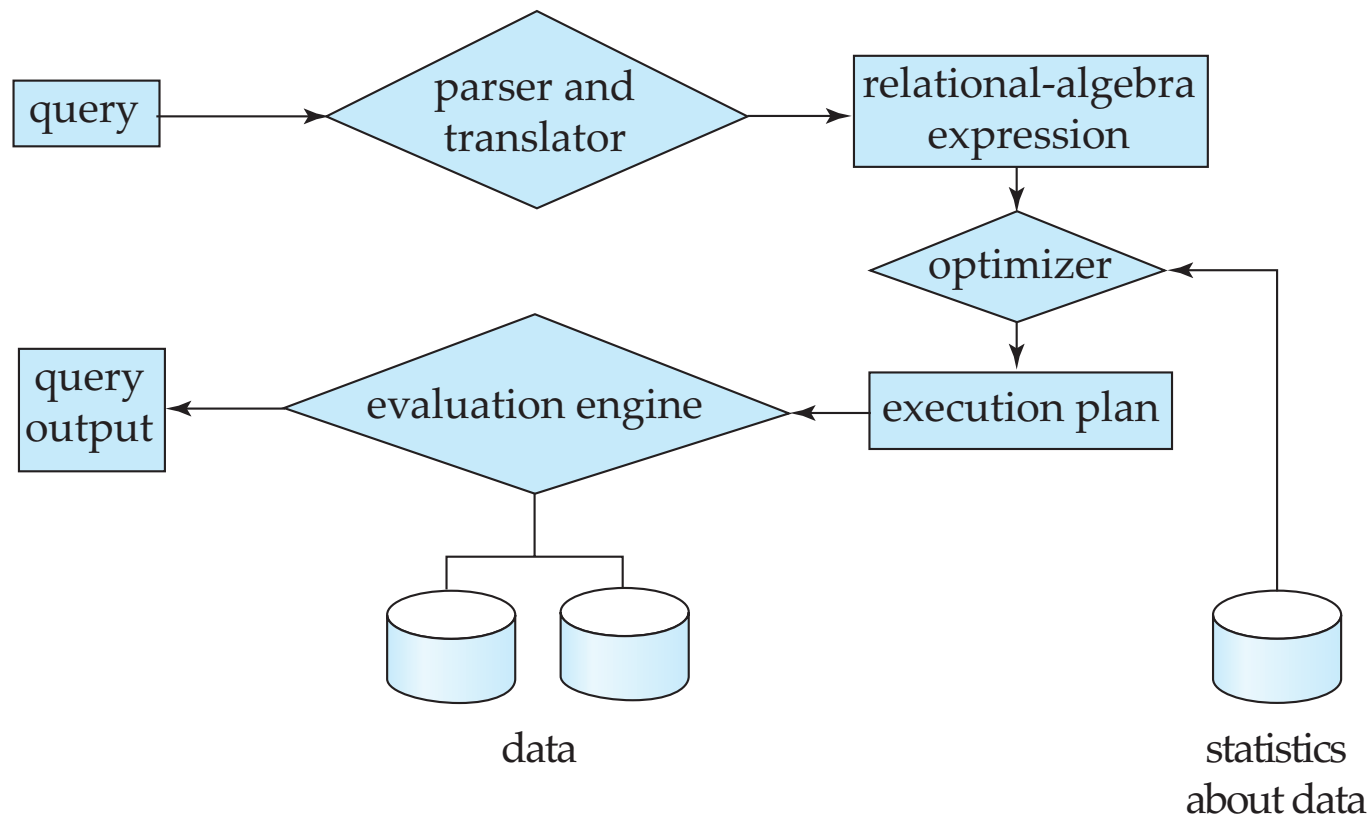 query
parser and
translator
relational-algebra
expression
optimizer
query
output
evaluation engine
execution plan
data
statistics
about data